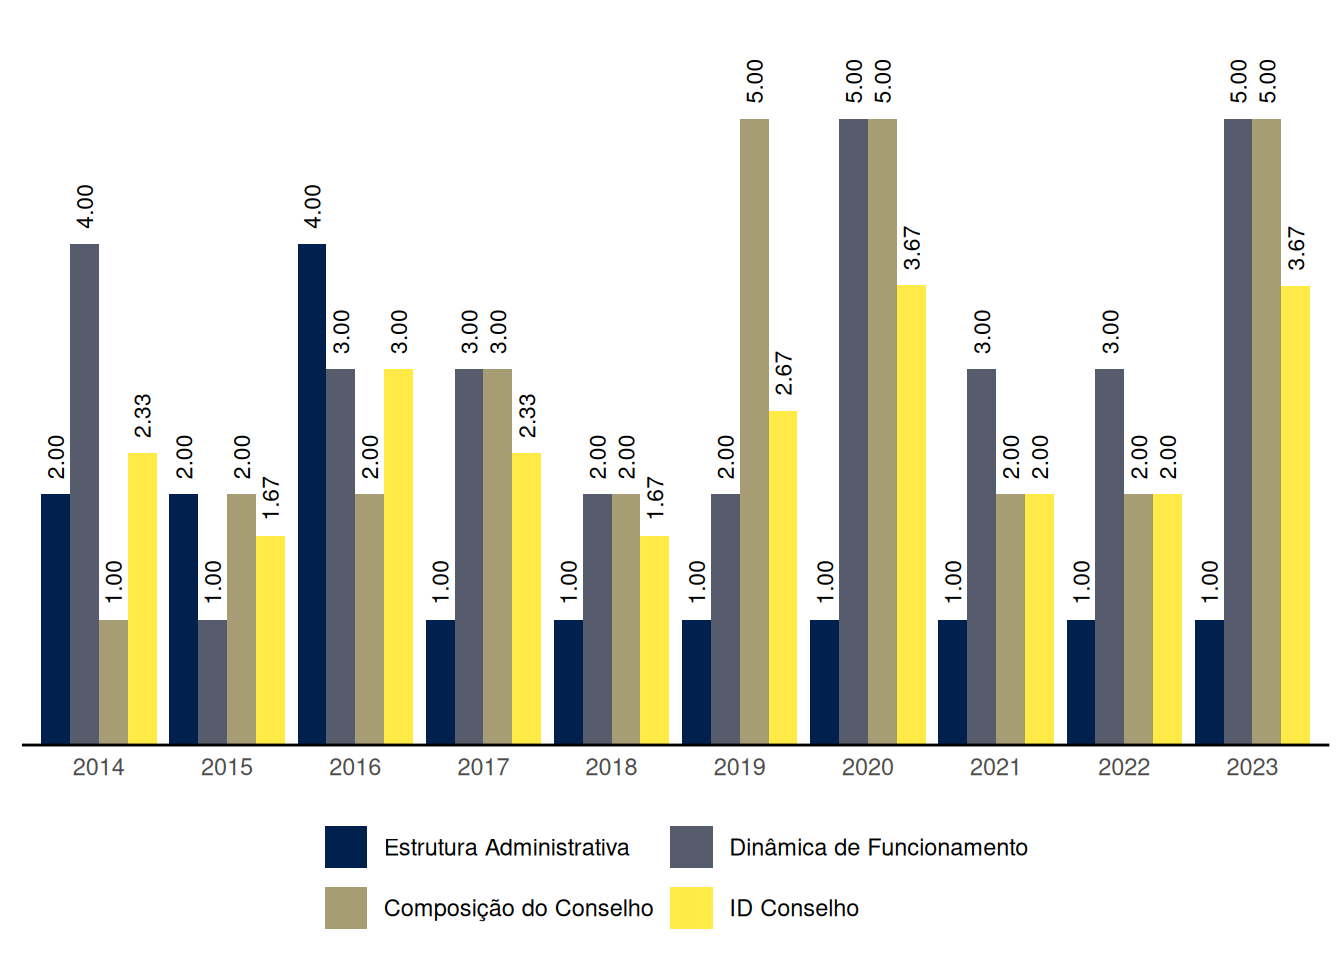 2.00 4.00 1.00 2.33 2.00 1.00 2.00 1.67 4.00 3.00 2.00 3.00 1.00 3.00 3.00 2.33 1.00 2.00 2.00 1.67 1.00 2.00 5.00 2.67 1.00 5.00 5.00 3.67 1.00 3.00 2.00 2.00 1.00 3.00 2.00 2.00 1.00 5.00 5.00 3.67
2014 2015 2016 2017 2018 2019 2020 2021 2022 2023
Estrutura Administrativa Dinâmica de Funcionamento
Composição do Conselho ID Conselho